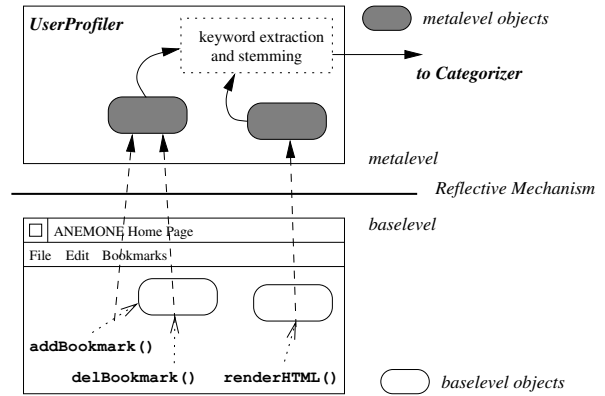 UserProfiler
metalevel objects
keyword extraction
and stemming
to Categorizer
metalevel
Reflective Mechanism
baselevel
ANEMONE Home Page
File Edit Bookmarks
addBookmark()
delBookmark()
renderHTML()
baselevel objects